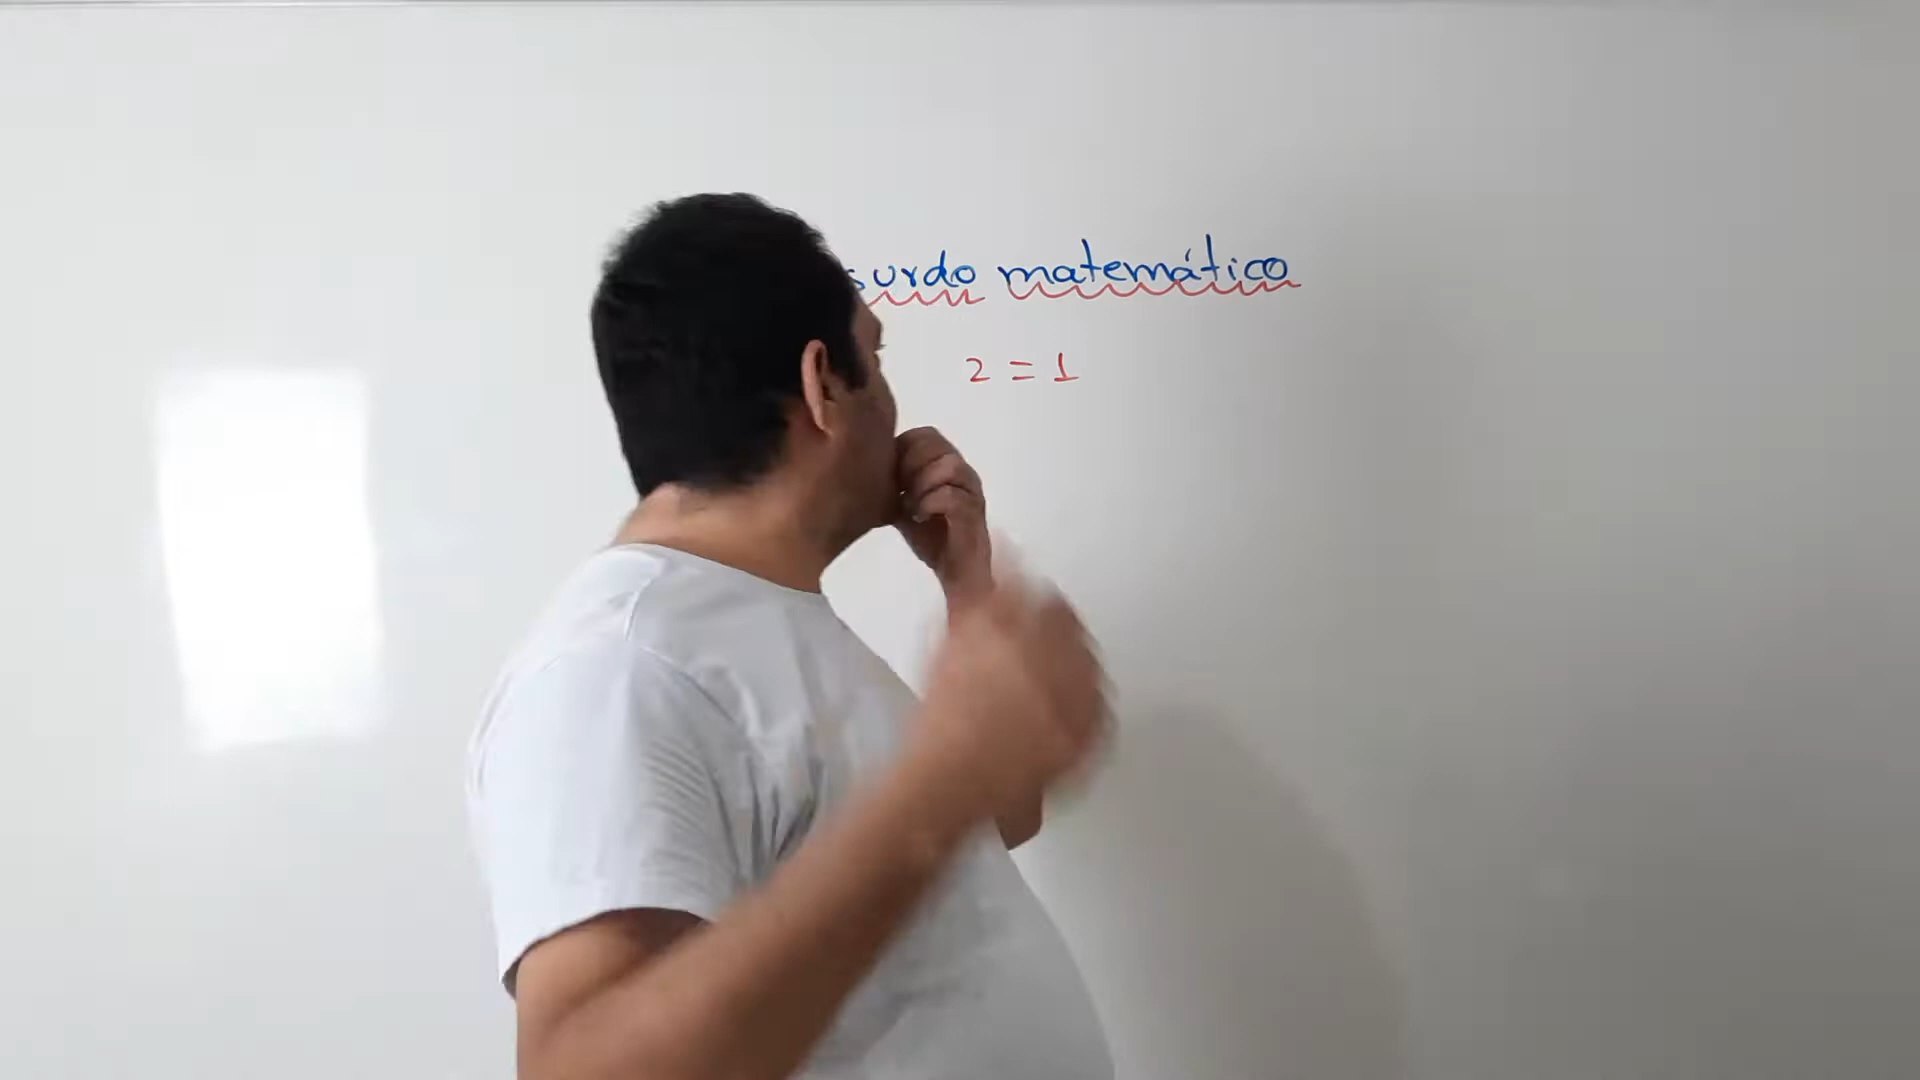 surdo matemático
2 = 1